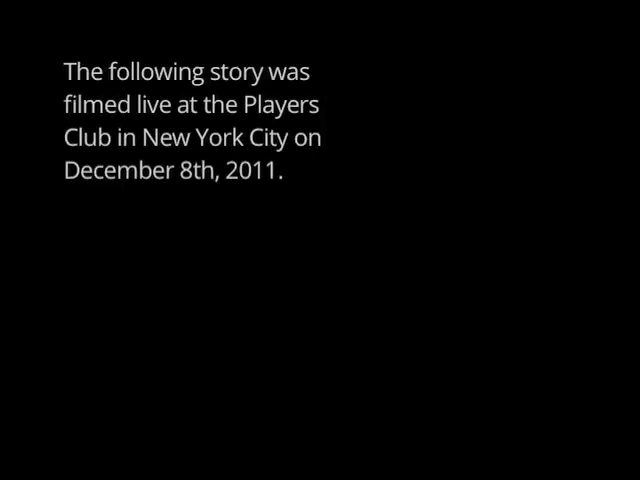 The following story was
filmed live at the Players
Club in New York City on
December 8th, 2011.